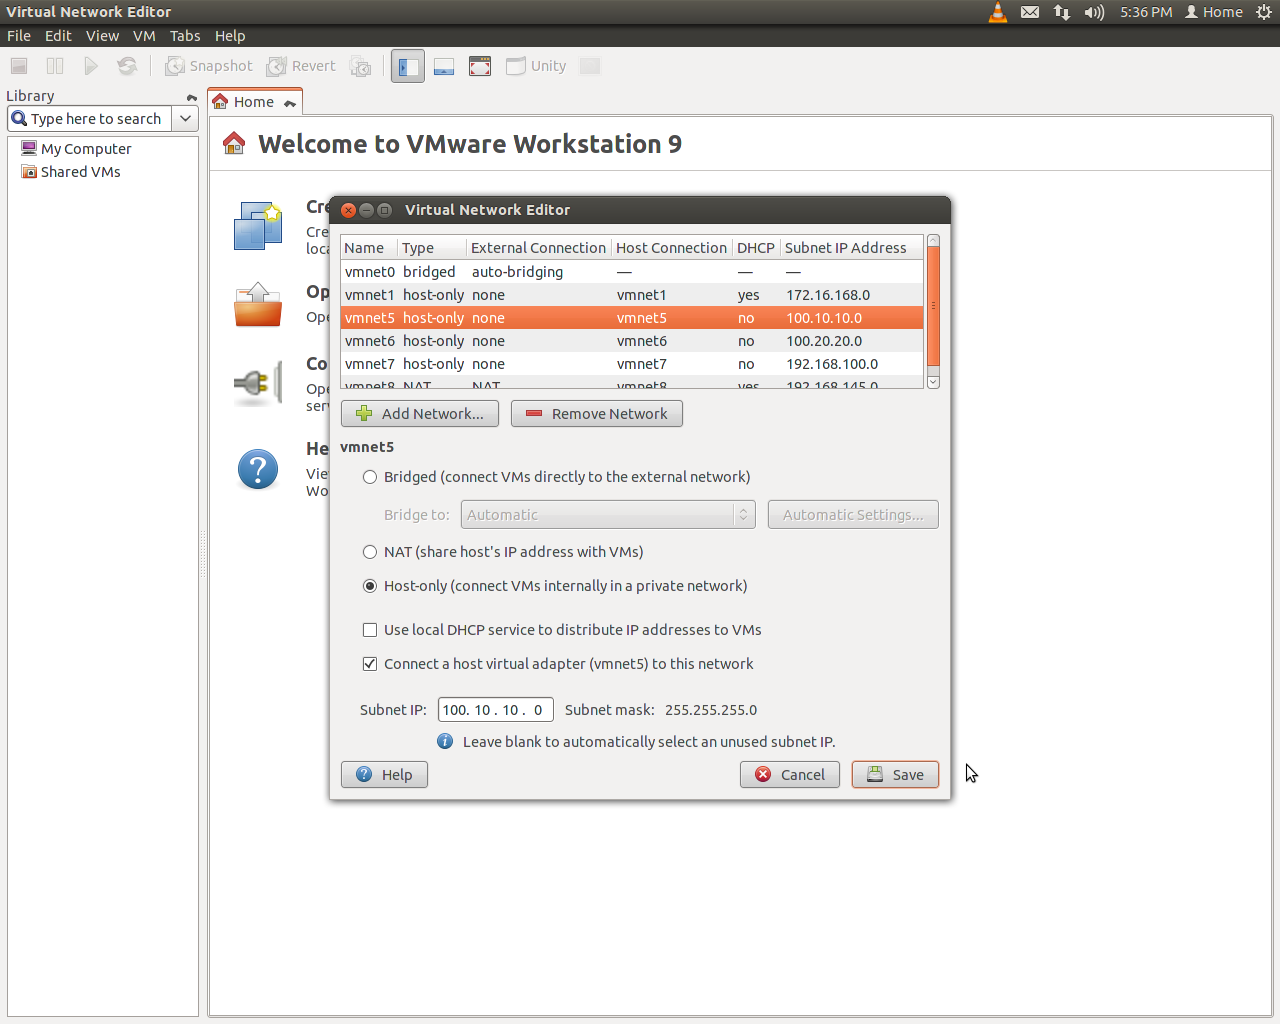 Virtual Network Editor
5:36 PM Home
File Edit View VM Tabs Help
Snapshot Revert Unity
Library
Home
Type here to search
My Computer
Shared VMs
Welcome to VMware Workstation 9
Cre
Cre
loca
Op
Ope
Co
Ope
serv
He
Vie
Wo
Virtual Network Editor
Name Type External Connection Host Connection DHCP Subnet IP Address
vmnet0 bridged auto-bridging — — —
vmnet1 host-only none vmnet1 yes 172.16.168.0
vmnet5 host-only none vmnet5 no 100.10.10.0
vmnet6 host-only none vmnet6 no 100.20.20.0
vmnet7 host-only none vmnet7 no 192.168.100.0
vmnet8 NAT NAT vmnet8 yes 192.168.145.0
Add Network... Remove Network
vmnet5
Bridged (connect VMs directly to the external network)
Bridge to: Automatic Automatic Settings...
NAT (share host's IP address with VMs)
Host-only (connect VMs internally in a private network)
Use local DHCP service to distribute IP addresses to VMs
Connect a host virtual adapter (vmnet5) to this network
Subnet IP: 100. 10 . 10 . 0 Subnet mask: 255.255.255.0
Leave blank to automatically select an unused subnet IP.
Help Cancel Save